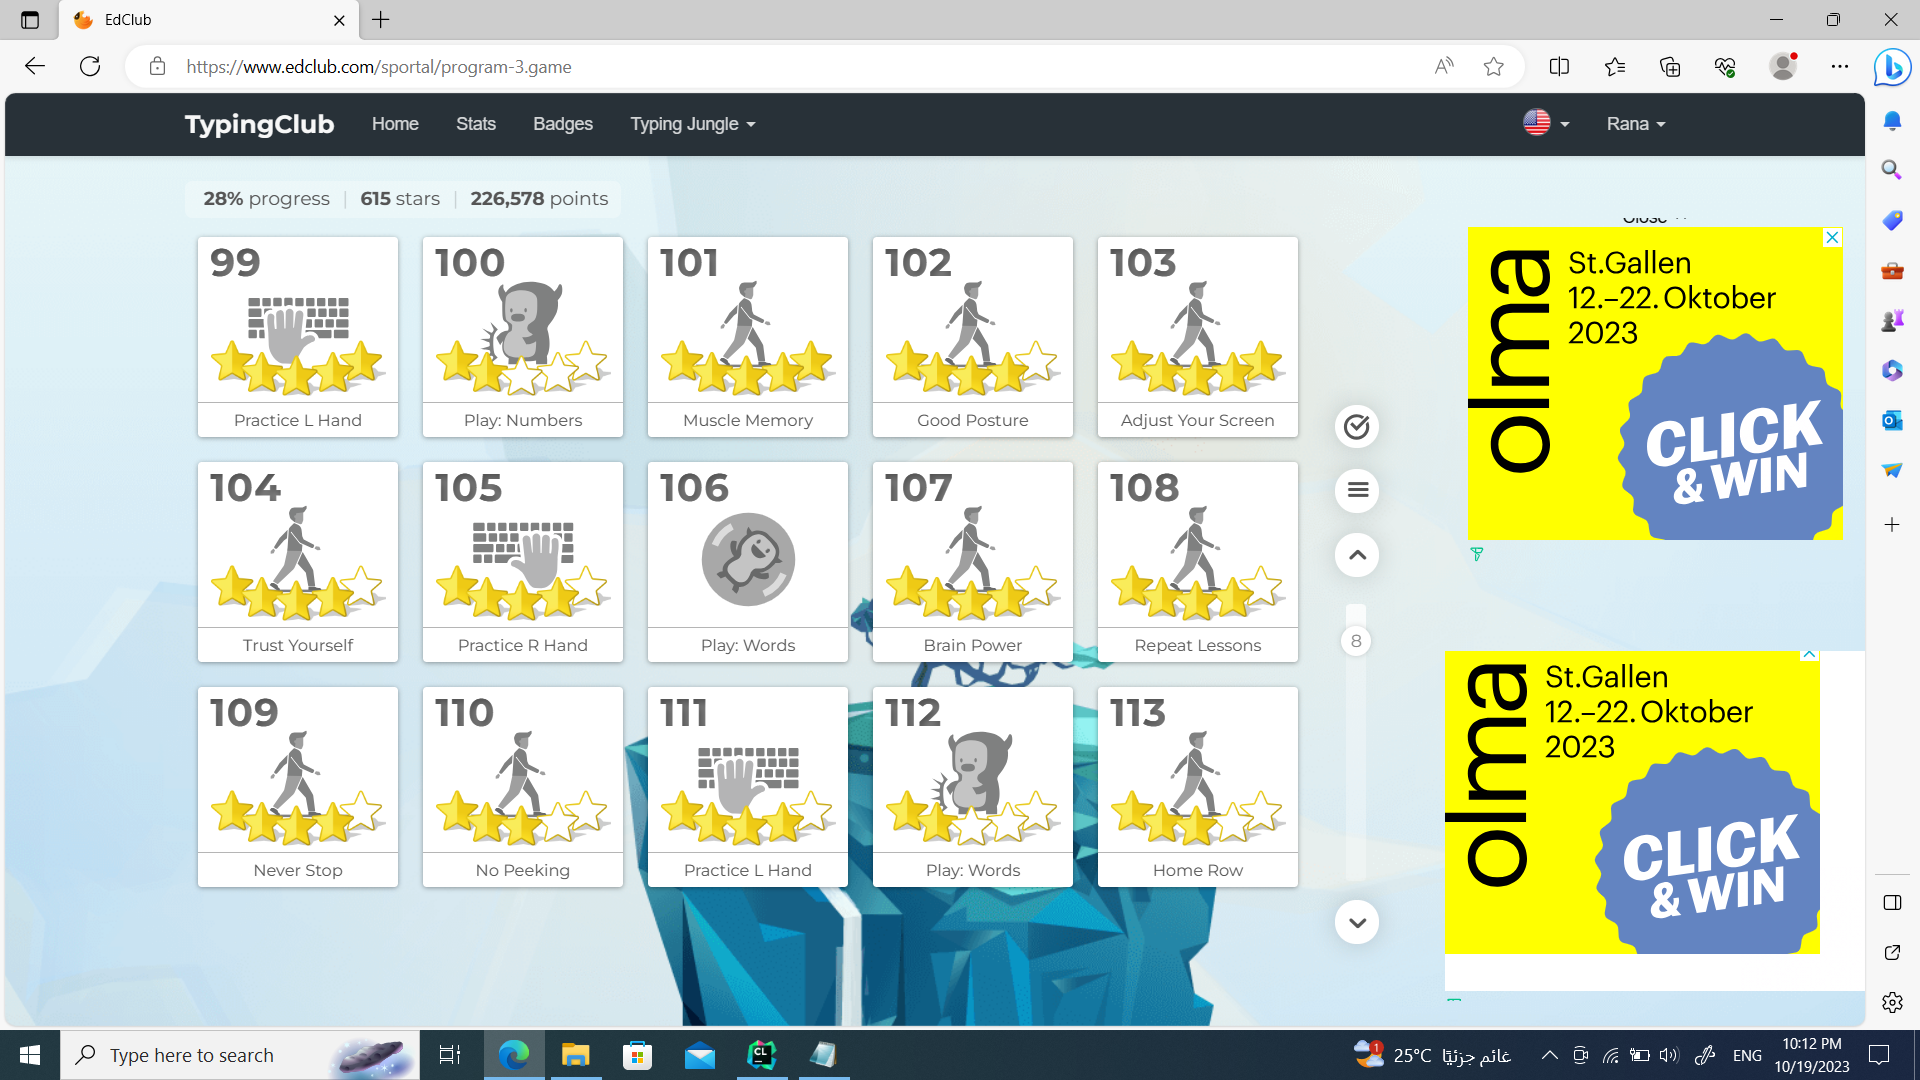 EdClub
https://www.edclub.com/sportal/program-3.game
TypingClub Home Stats Badges Typing Jungle Rana
28% progress | 615 stars | 226,578 points
99 100 101 102 103
Practice L Hand Play: Numbers Muscle Memory Good Posture Adjust Your Screen
104 105 106 107 108
Trust Yourself Practice R Hand Play: Words Brain Power Repeat Lessons
109 110 111 112 113
Never Stop No Peeking Practice L Hand Play: Words Home Row
8
olma
St.Gallen
12.–22. Oktober
2023
CLICK
& WIN
olma
St.Gallen
12.–22. Oktober
2023
CLICK
& WIN
Type here to search
CL
1
25°C غائم جزئيًا
ENG
10:12 PM
10/19/2023